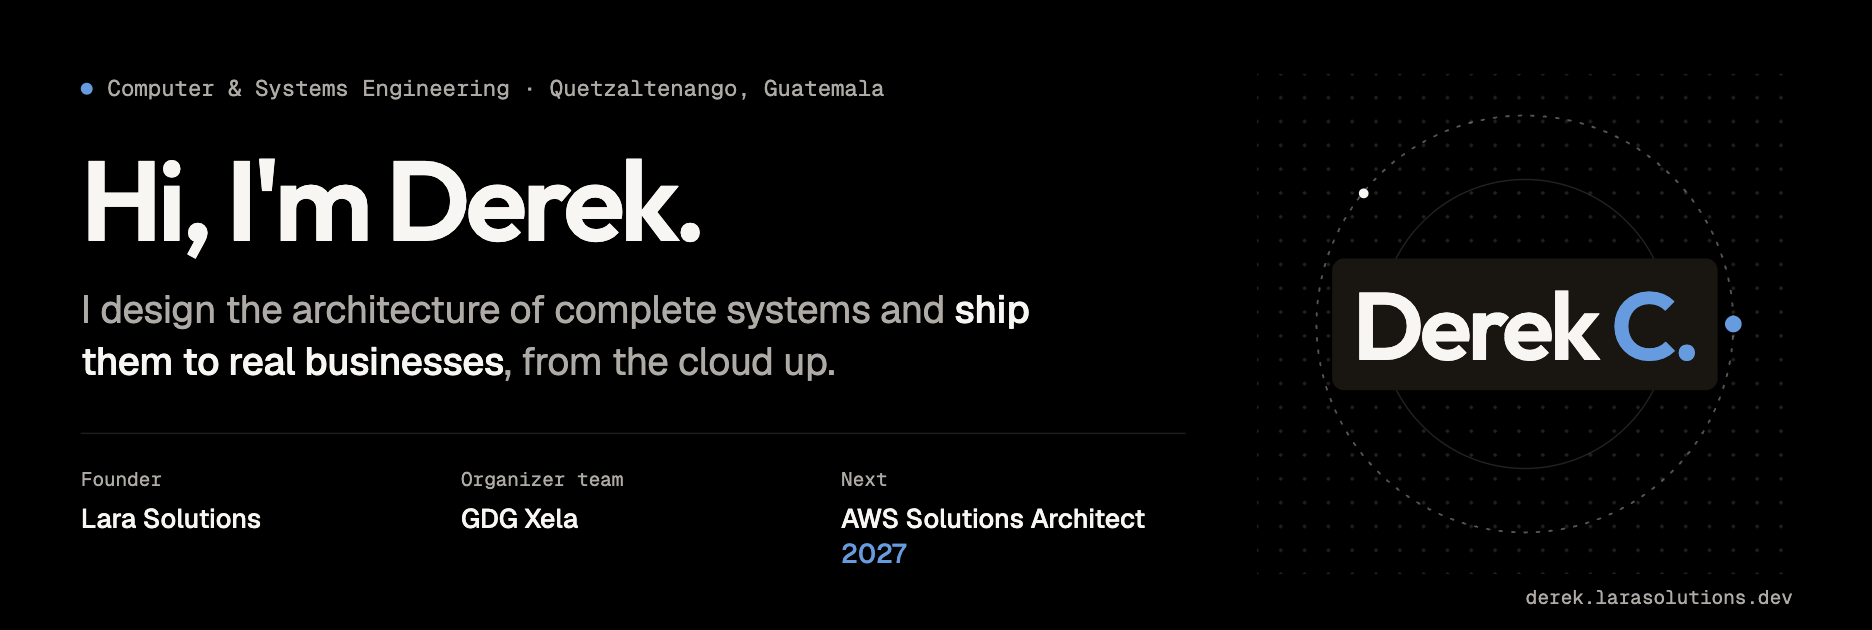 Computer & Systems Engineering · Quetzaltenango, Guatemala
Hi, I'm Derek.
I design the architecture of complete systems and ship
them to real businesses, from the cloud up.
Founder
Lara Solutions
Organizer team
GDG Xela
Next
AWS Solutions Architect
2027
Derek C.
derek.larasolutions.dev